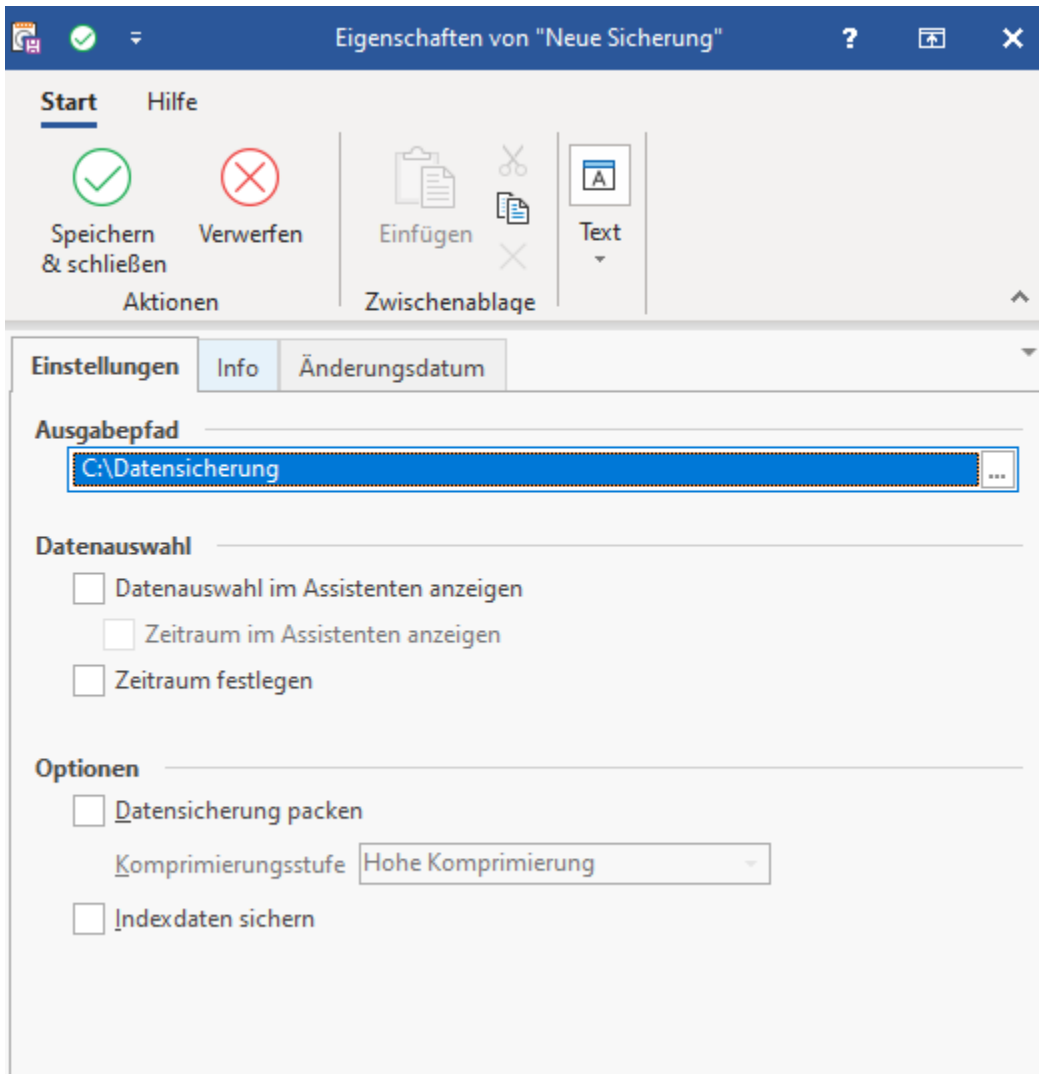 Eigenschaften von "Neue Sicherung"
Start Hilfe
Speichern & schließen
Verwerfen
Einfügen
Text
Aktionen
Zwischenablage
Einstellungen Info Änderungsdatum
Ausgabepfad
C:\Datensicherung ...
Datenauswahl
Datenauswahl im Assistenten anzeigen
Zeitraum im Assistenten anzeigen
Zeitraum festlegen
Optionen
Datensicherung packen
Komprimierungsstufe Hohe Komprimierung
Indexdaten sichern